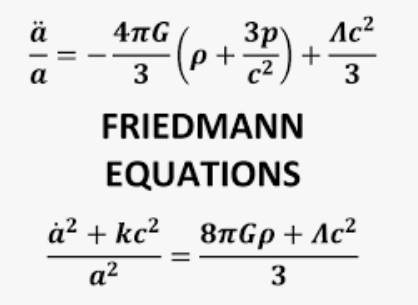 ä/a = −4πG/3 (ρ + 3p/c²) + Λc²/3
FRIEDMANN
EQUATIONS
ȧ² + kc²/a² = 8πGρ + Λc²/3